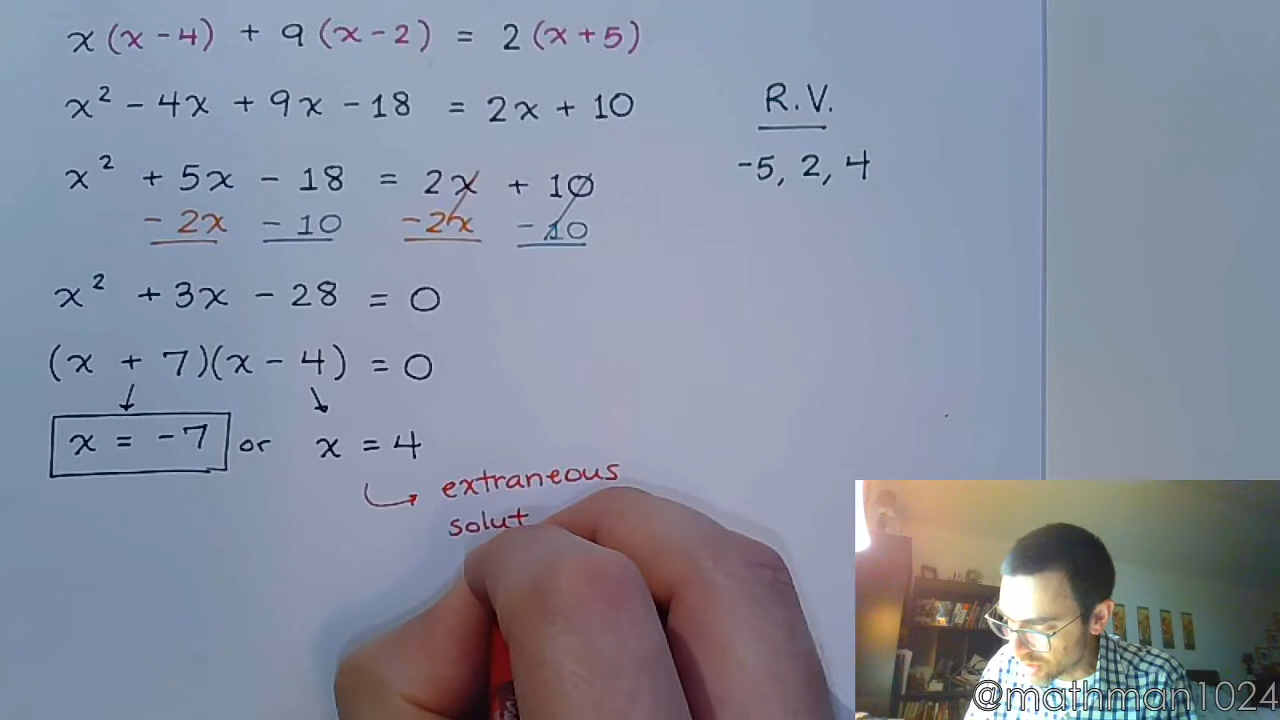 x(x-4) + 9(x-2) = 2(x+5)
x² - 4x + 9x - 18 = 2x + 10
R.V.
-5, 2, 4
x² + 5x - 18 = 2x + 10
- 2x - 10 - 2x - 10
x² + 3x - 28 = 0
(x + 7)(x - 4) = 0
x = -7 or x = 4
extraneous
solut
@mathman1024